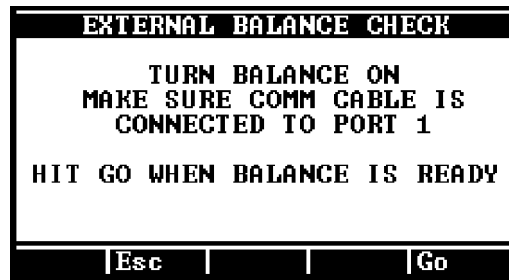 EXTERNAL BALANCE CHECK
TURN BALANCE ON
MAKE SURE COMM CABLE IS
CONNECTED TO PORT 1
HIT GO WHEN BALANCE IS READY
Esc Go